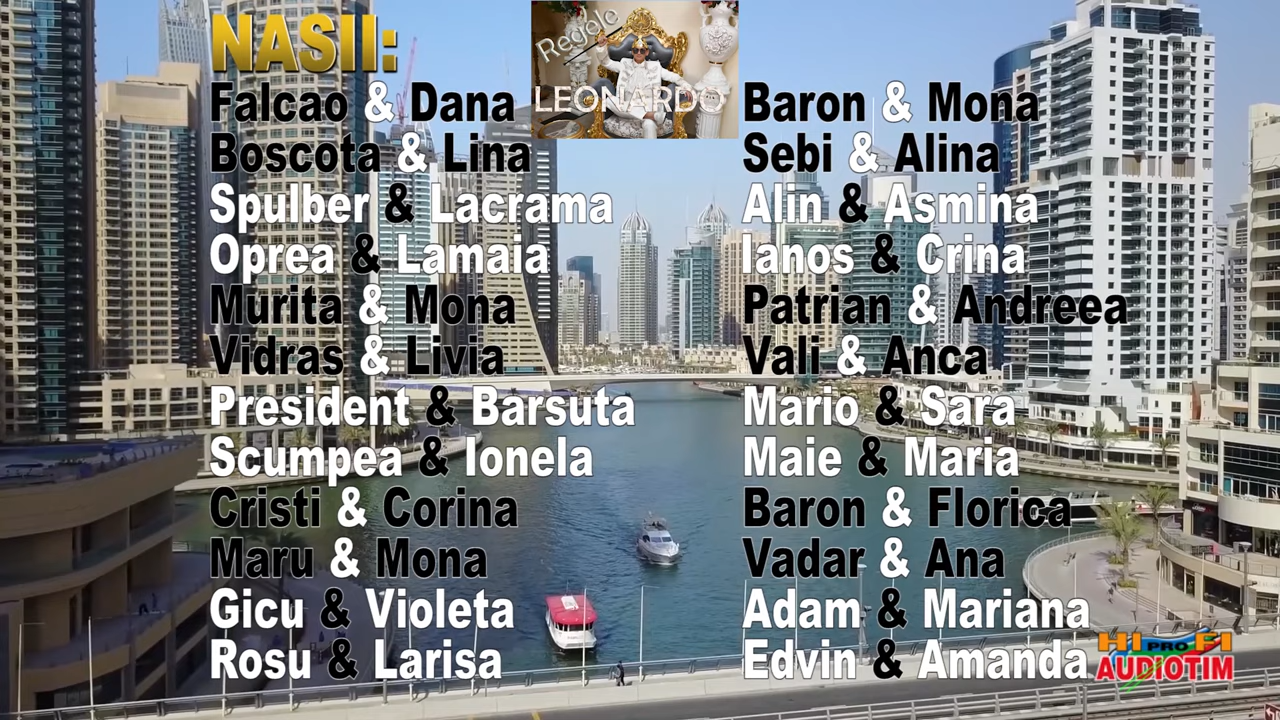 NASII:
Regele
LEONARDO
Falcao & Dana
Boscota & Lina
Spulber & Lacrama
Oprea & Lamaia
Murita & Mona
Vidras & Livia
President & Barsuta
Scumpea & Ionela
Cristi & Corina
Maru & Mona
Gicu & Violeta
Rosu & Larisa
Baron & Mona
Sebi & Alina
Alin & Asmina
Ianos & Crina
Patrian & Andreea
Vali & Anca
Mario & Sara
Maie & Maria
Baron & Florica
Vadar & Ana
Adam & Mariana
Edvin & Amanda
HI PRO FI
AUDIOTIM